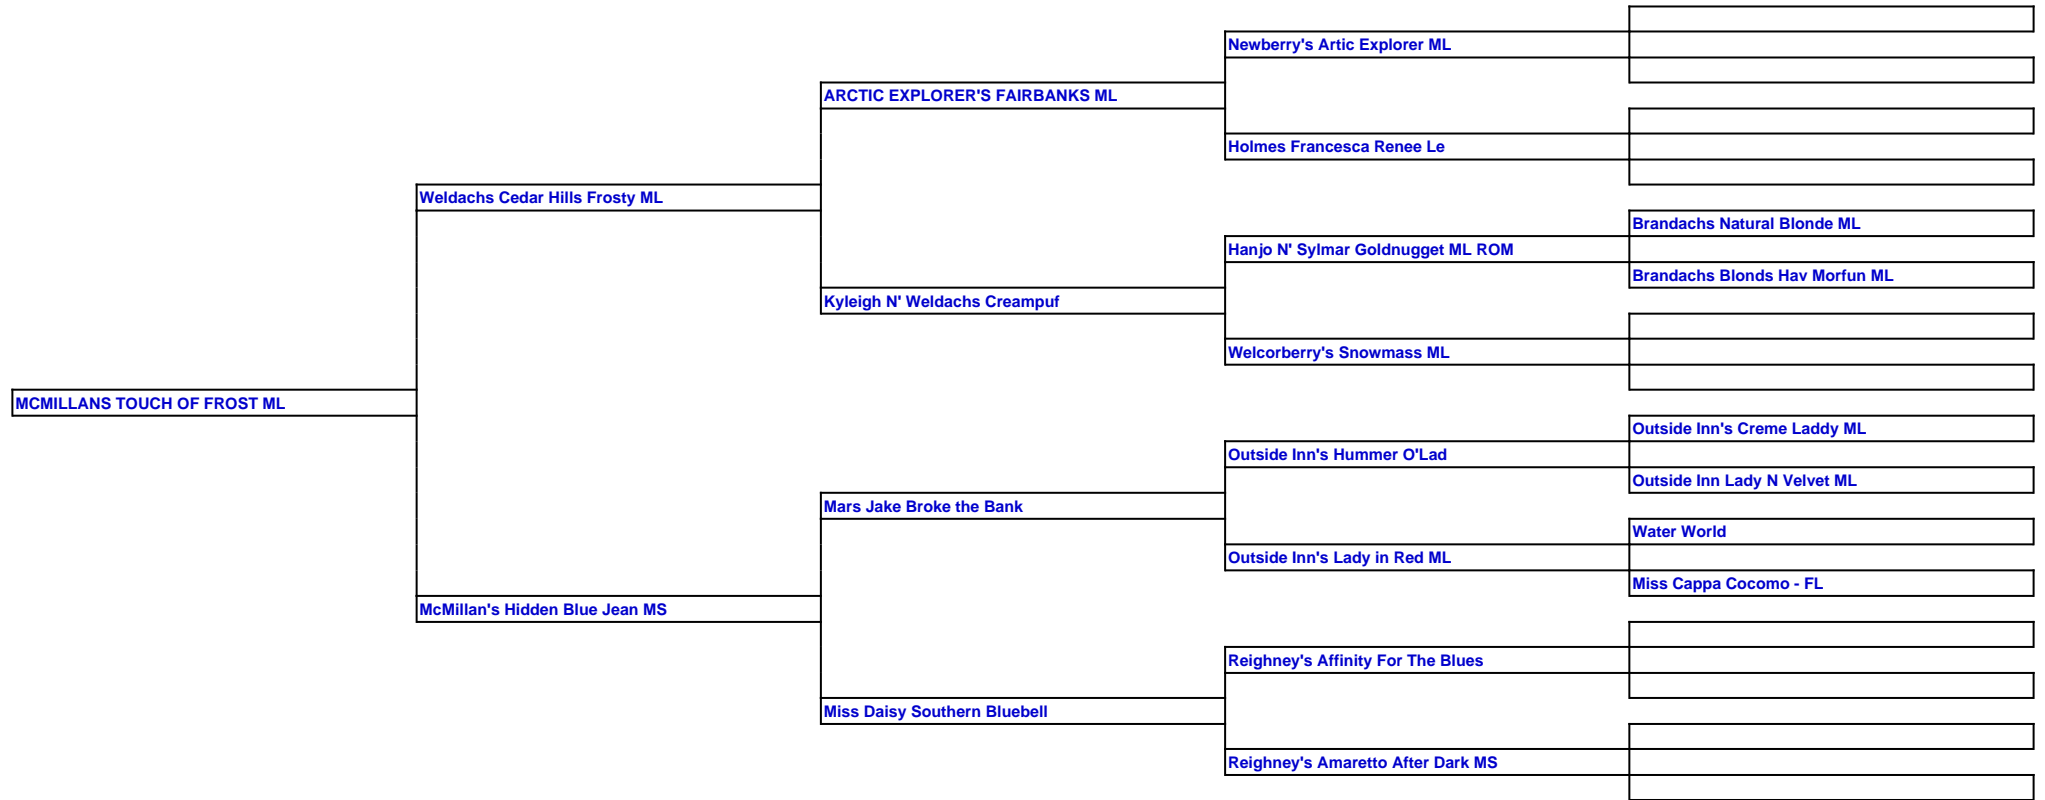 Newberry's Artic Explorer ML
ARCTIC EXPLORER'S FAIRBANKS ML
Holmes Francesca Renee Le
Weldachs Cedar Hills Frosty ML
Brandachs Natural Blonde ML
Hanjo N' Sylmar Goldnugget ML ROM
Brandachs Blonds Hav Morfun ML
Kyleigh N' Weldachs Creampuf
Welcorberry's Snowmass ML
MCMILLANS TOUCH OF FROST ML
Outside Inn's Creme Laddy ML
Outside Inn's Hummer O'Lad
Outside Inn Lady N Velvet ML
Mars Jake Broke the Bank
Water World
Outside Inn's Lady in Red ML
Miss Cappa Cocomo - FL
McMillan's Hidden Blue Jean MS
Reighney's Affinity For The Blues
Miss Daisy Southern Bluebell
Reighney's Amaretto After Dark MS